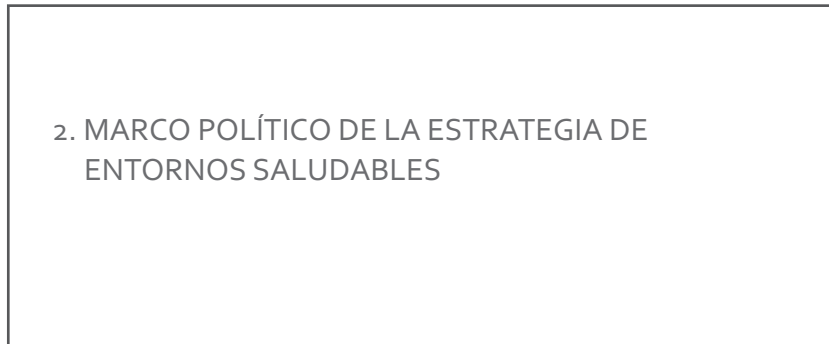 2. MARCO POLÍTICO DE LA ESTRATEGIA DE
ENTORNOS SALUDABLES